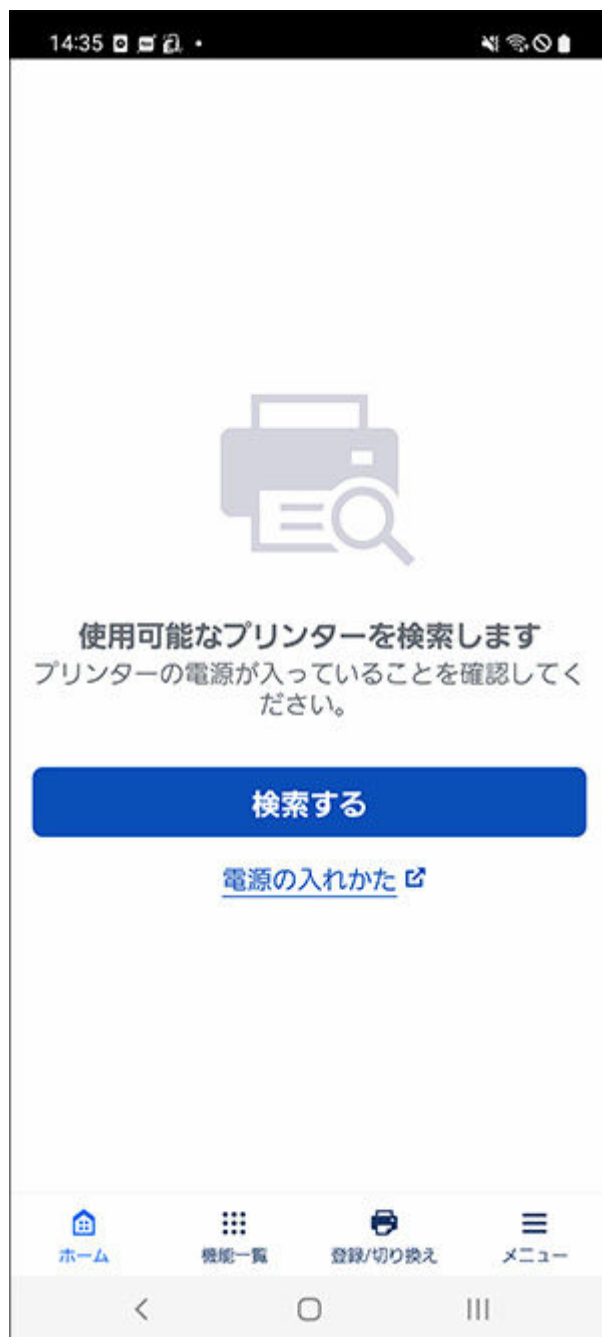 14:35
使用可能なプリンターを検索します
プリンターの電源が入っていることを確認してく
ださい。
検索する
電源の入れかた
ホーム
機能一覧
登録/切り換え
メニュー